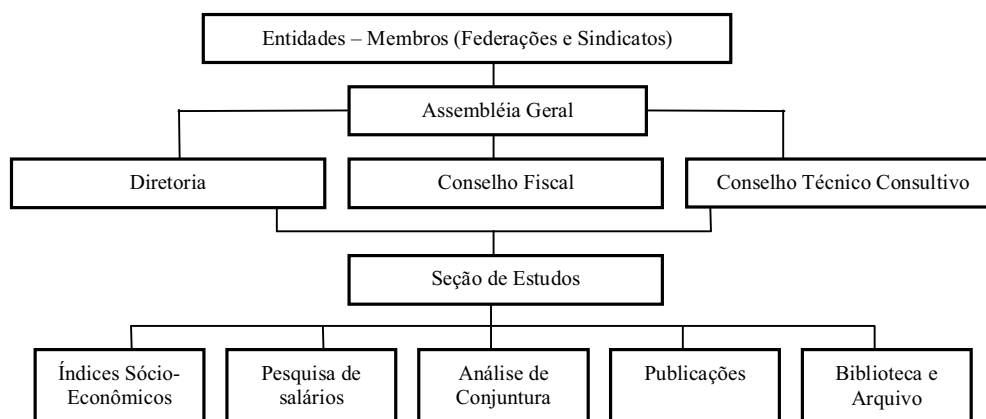 Entidades – Membros (Federações e Sindicatos)
Assembléia Geral
Diretoria
Conselho Fiscal
Conselho Técnico Consultivo
Seção de Estudos
Índices Sócio-
Econômicos
Pesquisa de
salários
Análise de
Conjuntura
Publicações
Biblioteca e
Arquivo